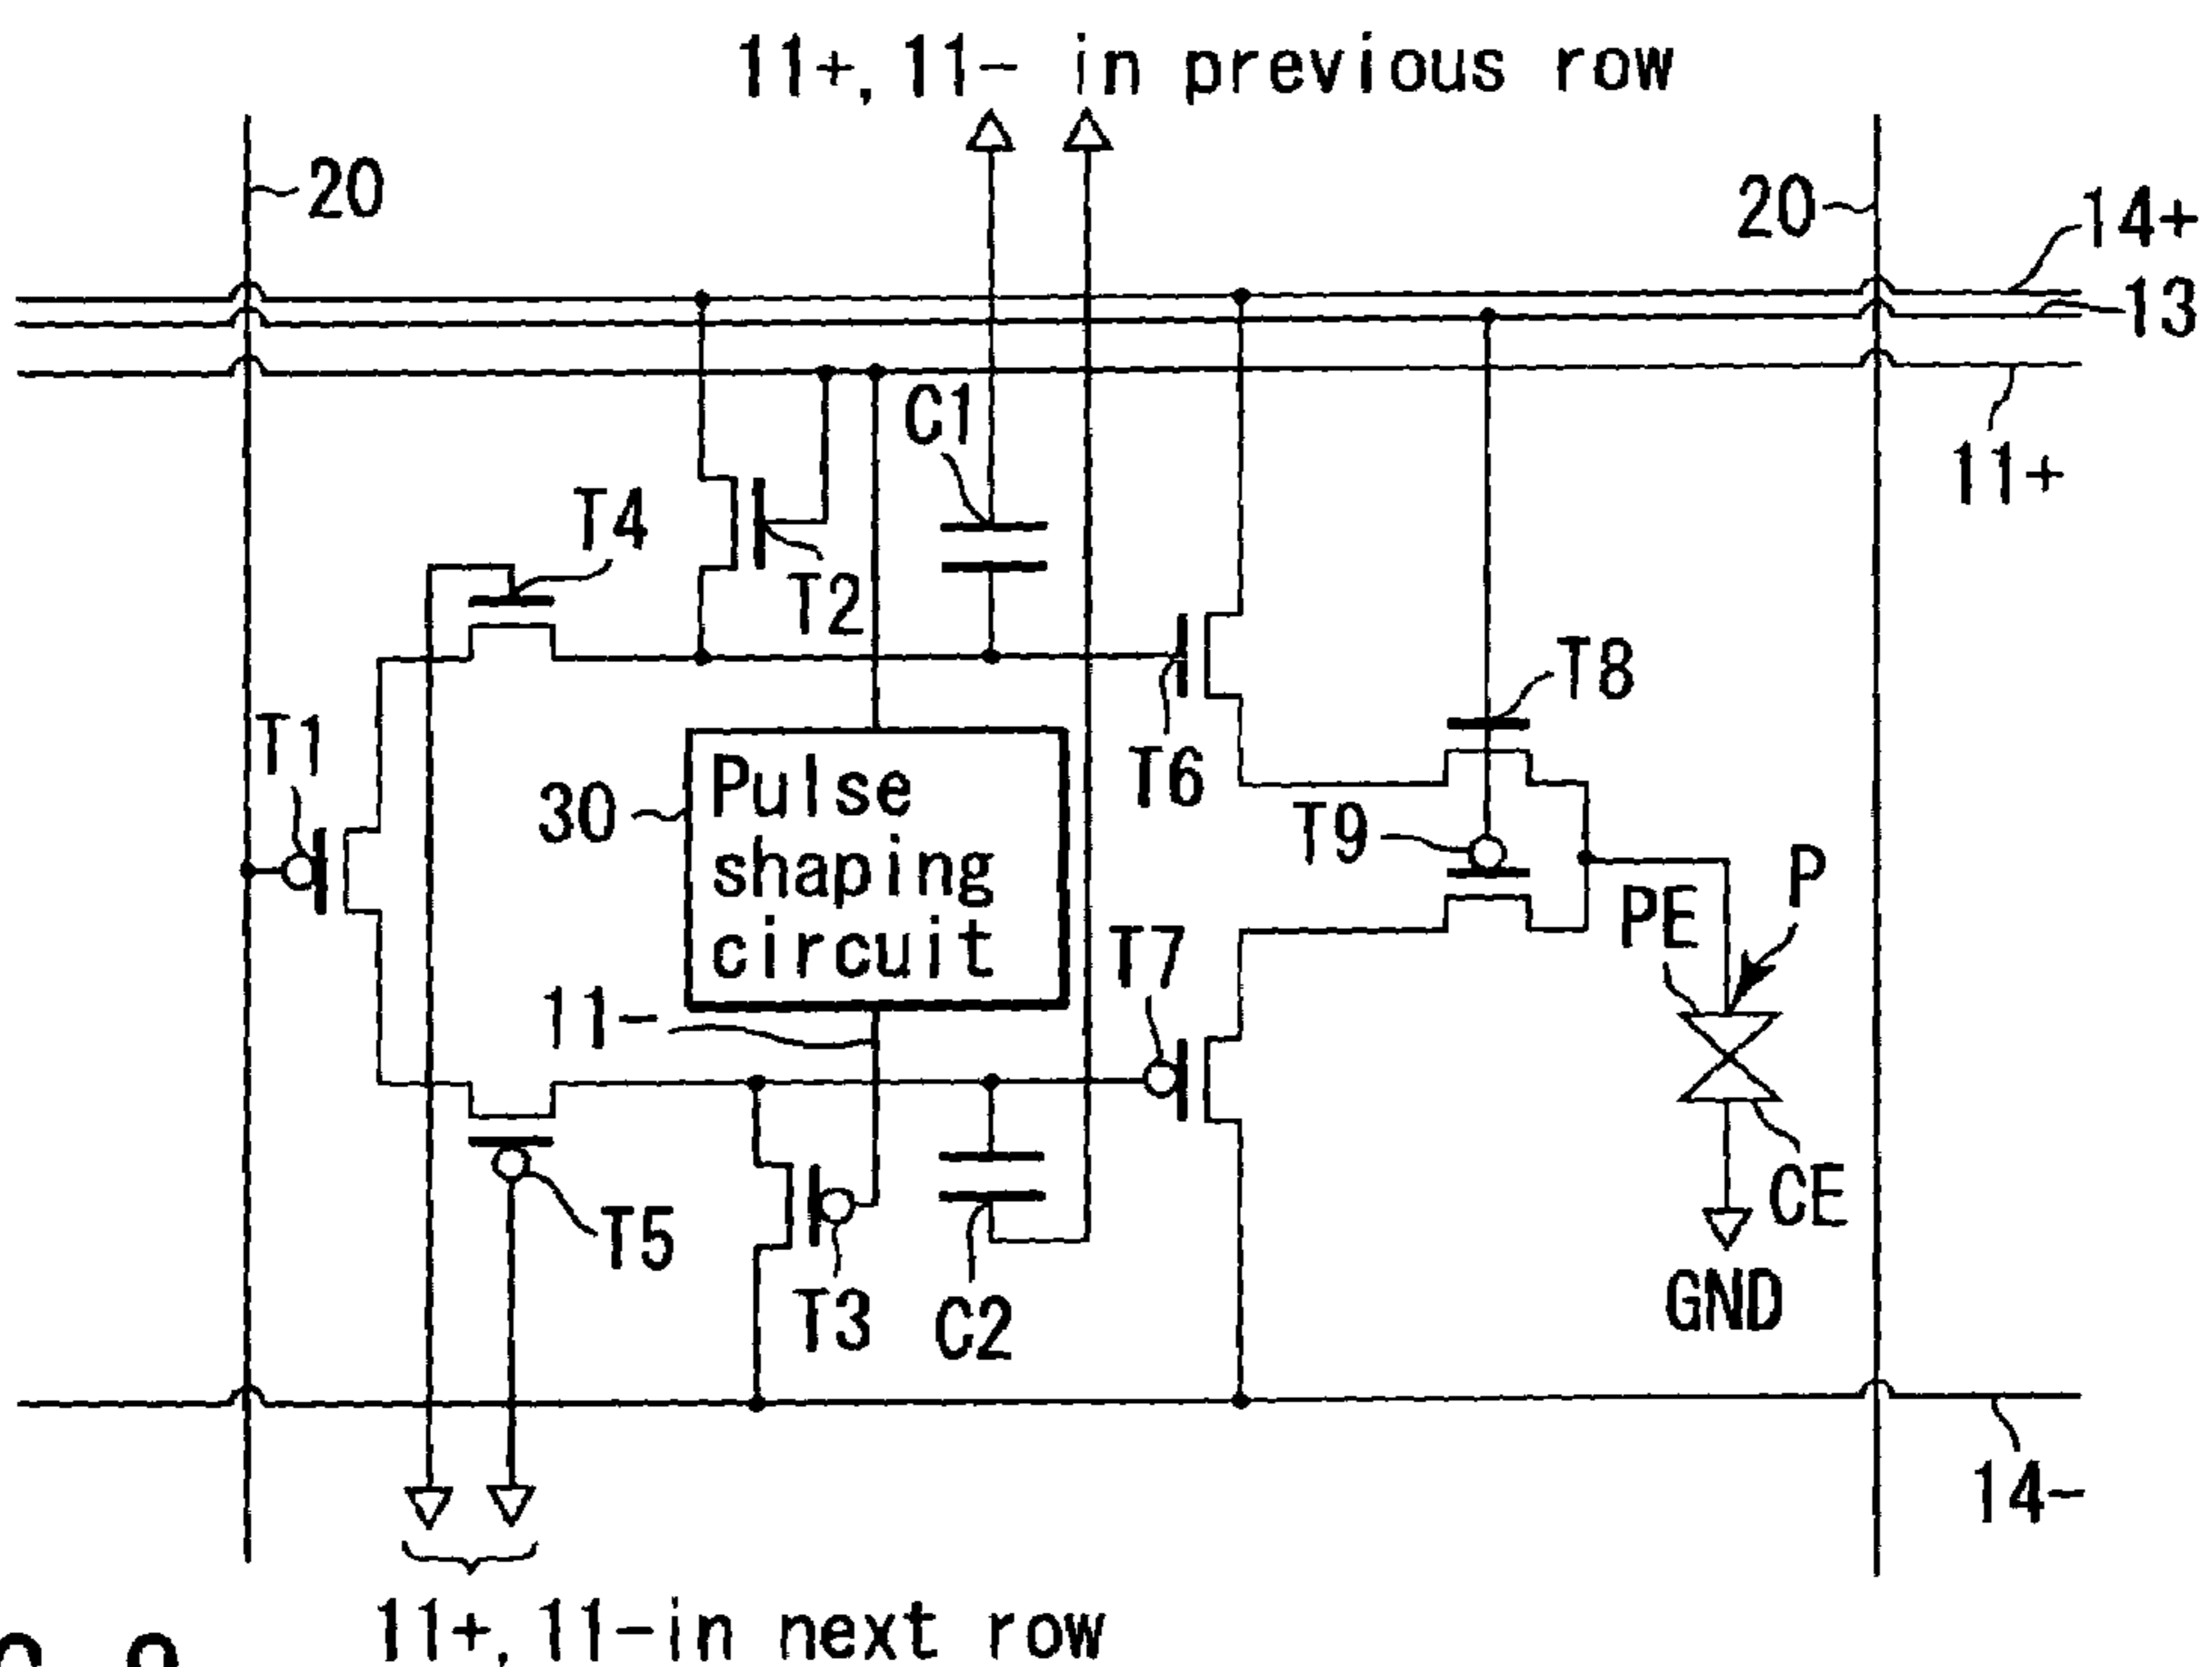 11+, 11- in previous row
20
20
14+
13
11+
C1
T4
T2
T8
T1
T6
30
Pulse
shaping
circuit
T9
P
PE
T7
11-
CE
T5
T3
C2
GND
14-
11+, 11-in next row